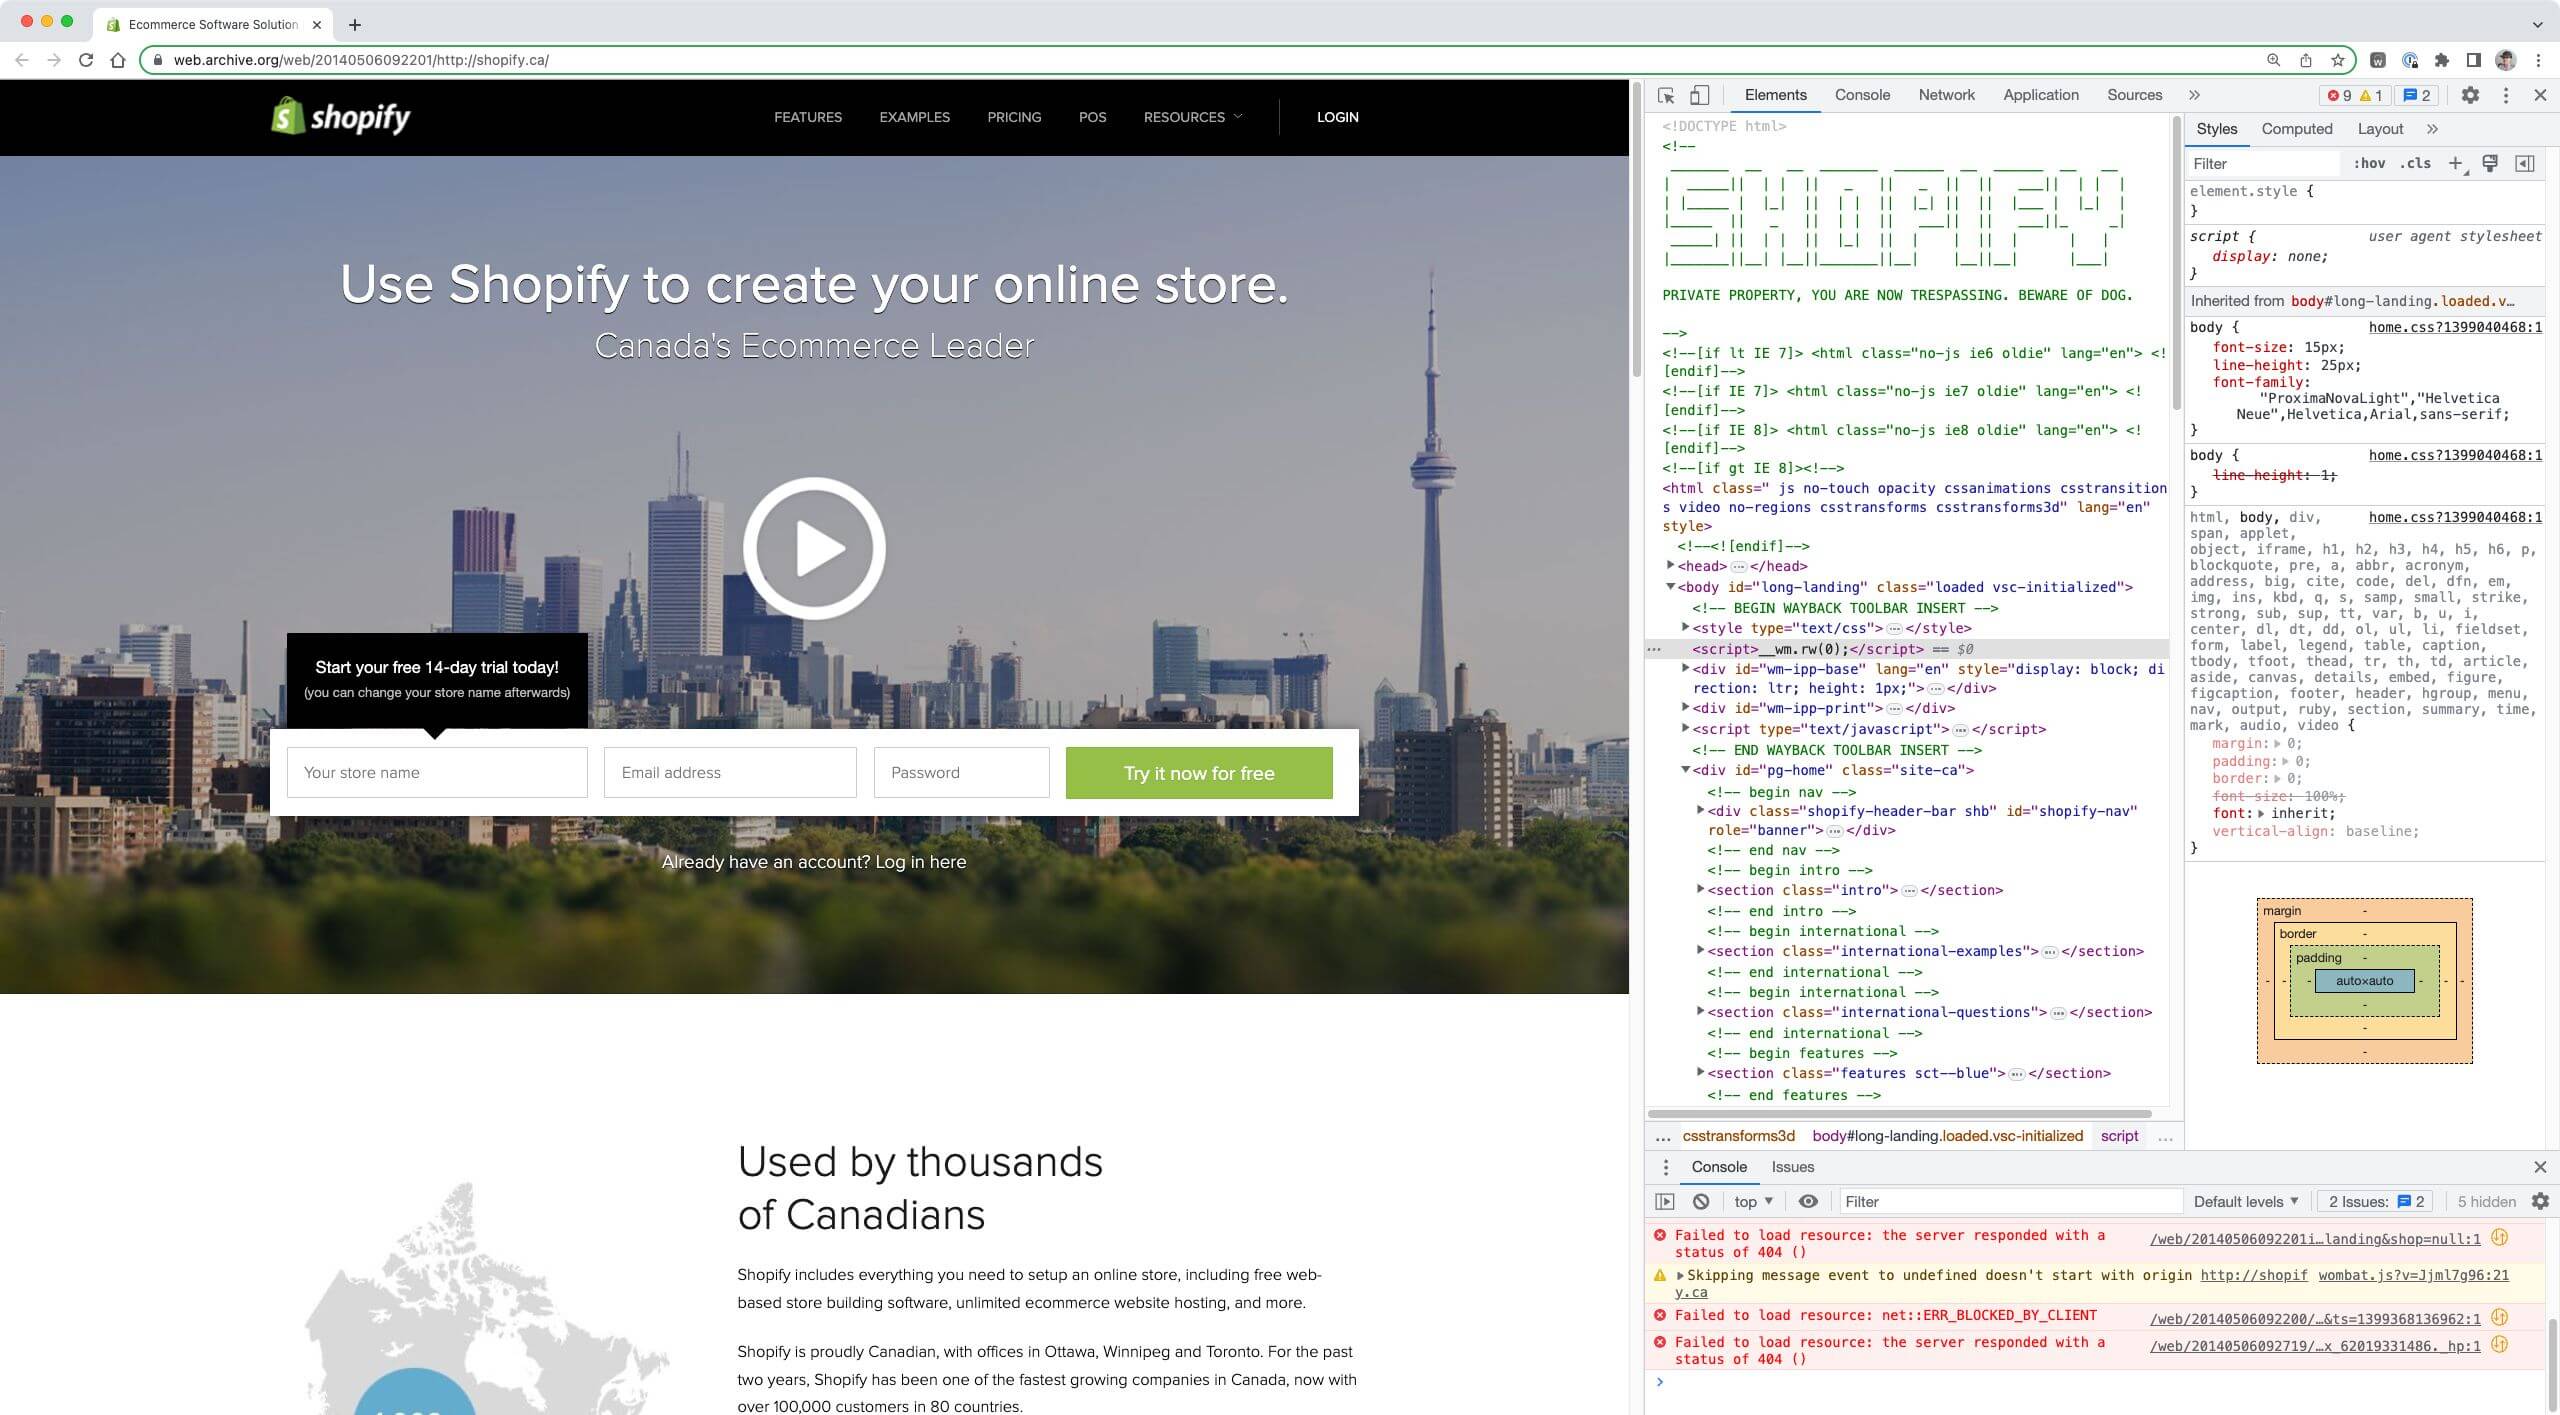 Ecommerce Software Solution
web.archive.org/web/20140506092201/http://shopify.ca/
shopify
FEATURES EXAMPLES PRICING POS RESOURCES LOGIN
Use Shopify to create your online store.
Canada's Ecommerce Leader
Start your free 14-day trial today!
(you can change your store name afterwards)
Your store name Email address Password Try it now for free
Already have an account? Log in here
Used by thousands
of Canadians
Shopify includes everything you need to setup an online store, including free web-
based store building software, unlimited ecommerce website hosting, and more.
Shopify is proudly Canadian, with offices in Ottawa, Winnipeg and Toronto. For the past
two years, Shopify has been one of the fastest growing companies in Canada, now with
over 100,000 customers in 80 countries.
Elements Console Network Application Sources 9 1 2
<!DOCTYPE html>
<!--
SHOPIFY
PRIVATE PROPERTY, YOU ARE NOW TRESPASSING. BEWARE OF DOG.
-->
<!--[if lt IE 7]> <html class="no-js ie6 oldie" lang="en"> <!
[endif]-->
<!--[if IE 7]> <html class="no-js ie7 oldie" lang="en"> <!
[endif]-->
<!--[if IE 8]> <html class="no-js ie8 oldie" lang="en"> <!
[endif]-->
<!--[if gt IE 8]><!-->
<html class=" js no-touch opacity cssanimations csstransition
s video no-regions csstransforms csstransforms3d" lang="en"
style>
<!--<![endif]-->
<head>…</head>
<body id="long-landing" class="loaded vsc-initialized">
<!-- BEGIN WAYBACK TOOLBAR INSERT -->
<style type="text/css">…</style>
<script>__wm.rw(0);</script> == $0
<div id="wm-ipp-base" lang="en" style="display: block; di
rection: ltr; height: 1px;">…</div>
<div id="wm-ipp-print">…</div>
<script type="text/javascript">…</script>
<!-- END WAYBACK TOOLBAR INSERT -->
<div id="pg-home" class="site-ca">
<!-- begin nav -->
<div class="shopify-header-bar shb" id="shopify-nav"
role="banner">…</div>
<!-- end nav -->
<!-- begin intro -->
<section class="intro">…</section>
<!-- end intro -->
<!-- begin international -->
<section class="international-examples">…</section>
<!-- end international -->
<!-- begin international -->
<section class="international-questions">…</section>
<!-- end international -->
<!-- begin features -->
<section class="features sct--blue">…</section>
<!-- end features -->
... csstransforms3d body#long-landing.loaded.vsc-initialized script ...
Styles Computed Layout
Filter :hov .cls
element.style {
}
script { user agent stylesheet
display: none;
}
Inherited from body#long-landing.loaded.v…
body { home.css?1399040468:1
font-size: 15px;
line-height: 25px;
font-family:
"ProximaNovaLight","Helvetica
Neue",Helvetica,Arial,sans-serif;
}
body { home.css?1399040468:1
line-height: 1;
}
html, body, div, home.css?1399040468:1
span, applet,
object, iframe, h1, h2, h3, h4, h5, h6, p,
blockquote, pre, a, abbr, acronym,
address, big, cite, code, del, dfn, em,
img, ins, kbd, q, s, samp, small, strike,
strong, sub, sup, tt, var, b, u, i,
center, dl, dt, dd, ol, ul, li, fieldset,
form, label, legend, table, caption,
tbody, tfoot, thead, tr, th, td, article,
aside, canvas, details, embed, figure,
figcaption, footer, header, hgroup, menu,
nav, output, ruby, section, summary, time,
mark, audio, video {
margin: 0;
padding: 0;
border: 0;
font-size: 100%;
font: inherit;
vertical-align: baseline;
}
margin -
border -
padding -
- - - auto×auto - - -
-
-
-
Console Issues
top Filter Default levels 2 Issues: 2 5 hidden
Failed to load resource: the server responded with a /web/20140506092201i…landing&shop=null:1
status of 404 ()
Skipping message event to undefined doesn't start with origin http://shopif wombat.js?v=Jjml7g96:21
y.ca
Failed to load resource: net::ERR_BLOCKED_BY_CLIENT /web/20140506092200/…&ts=1399368136962:1
Failed to load resource: the server responded with a /web/20140506092719/…x_62019331486._hp:1
status of 404 ()